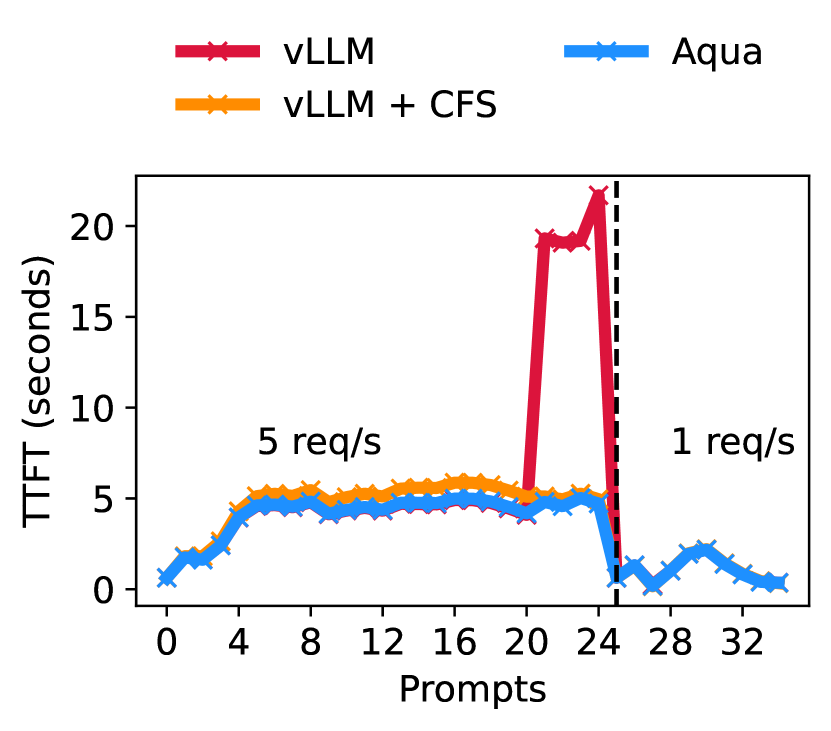 vLLM
Aqua
vLLM + CFS
TTFT (seconds)
20
15
10
5
0
5 req/s
1 req/s
0 4 8 12 16 20 24 28 32
Prompts